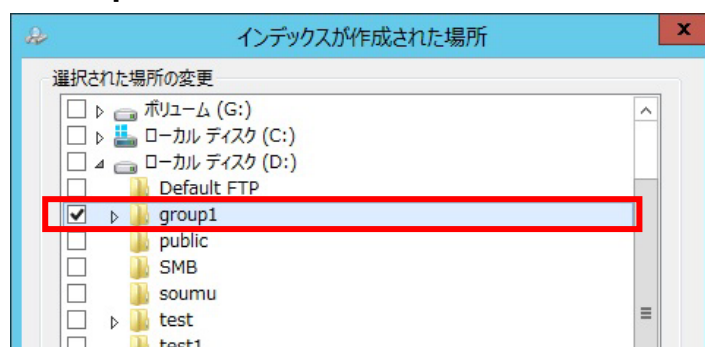 インデックスが作成された場所
x
選択された場所の変更
ボリューム (G:)
ローカル ディスク (C:)
ローカル ディスク (D:)
Default FTP
group1
public
SMB
soumu
test
test1